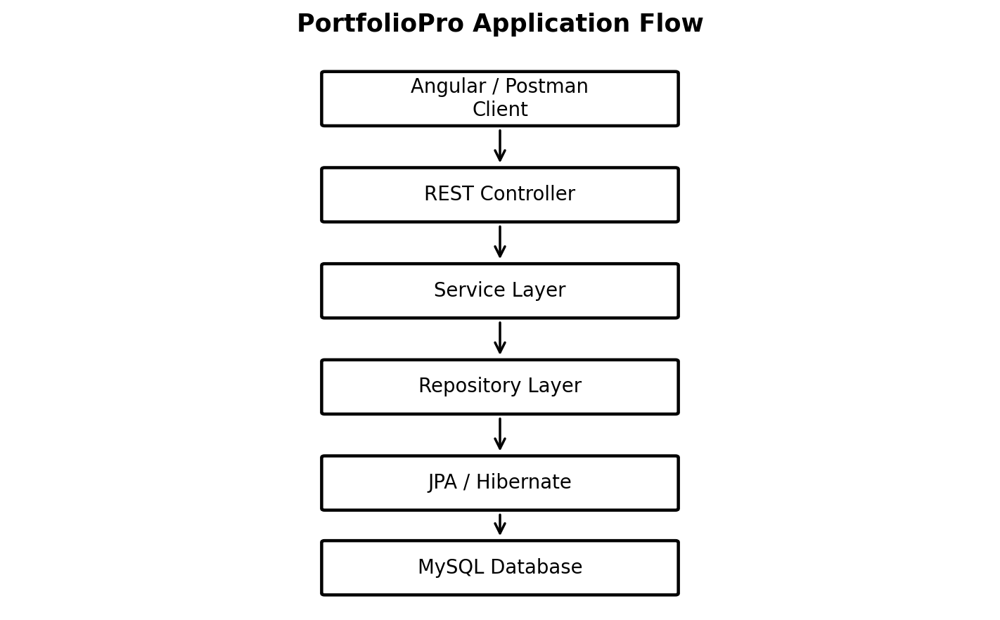 PortfolioPro Application Flow
Angular / Postman
Client
REST Controller
Service Layer
Repository Layer
JPA / Hibernate
MySQL Database